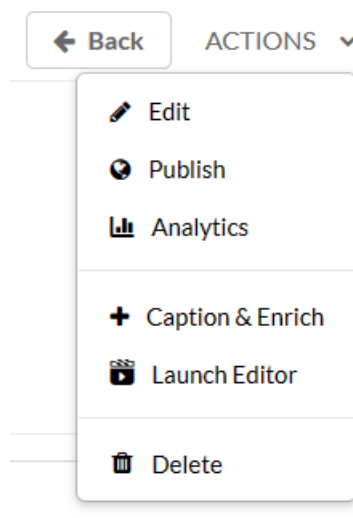 Back ACTIONS
Edit
Publish
Analytics
Caption & Enrich
Launch Editor
Delete